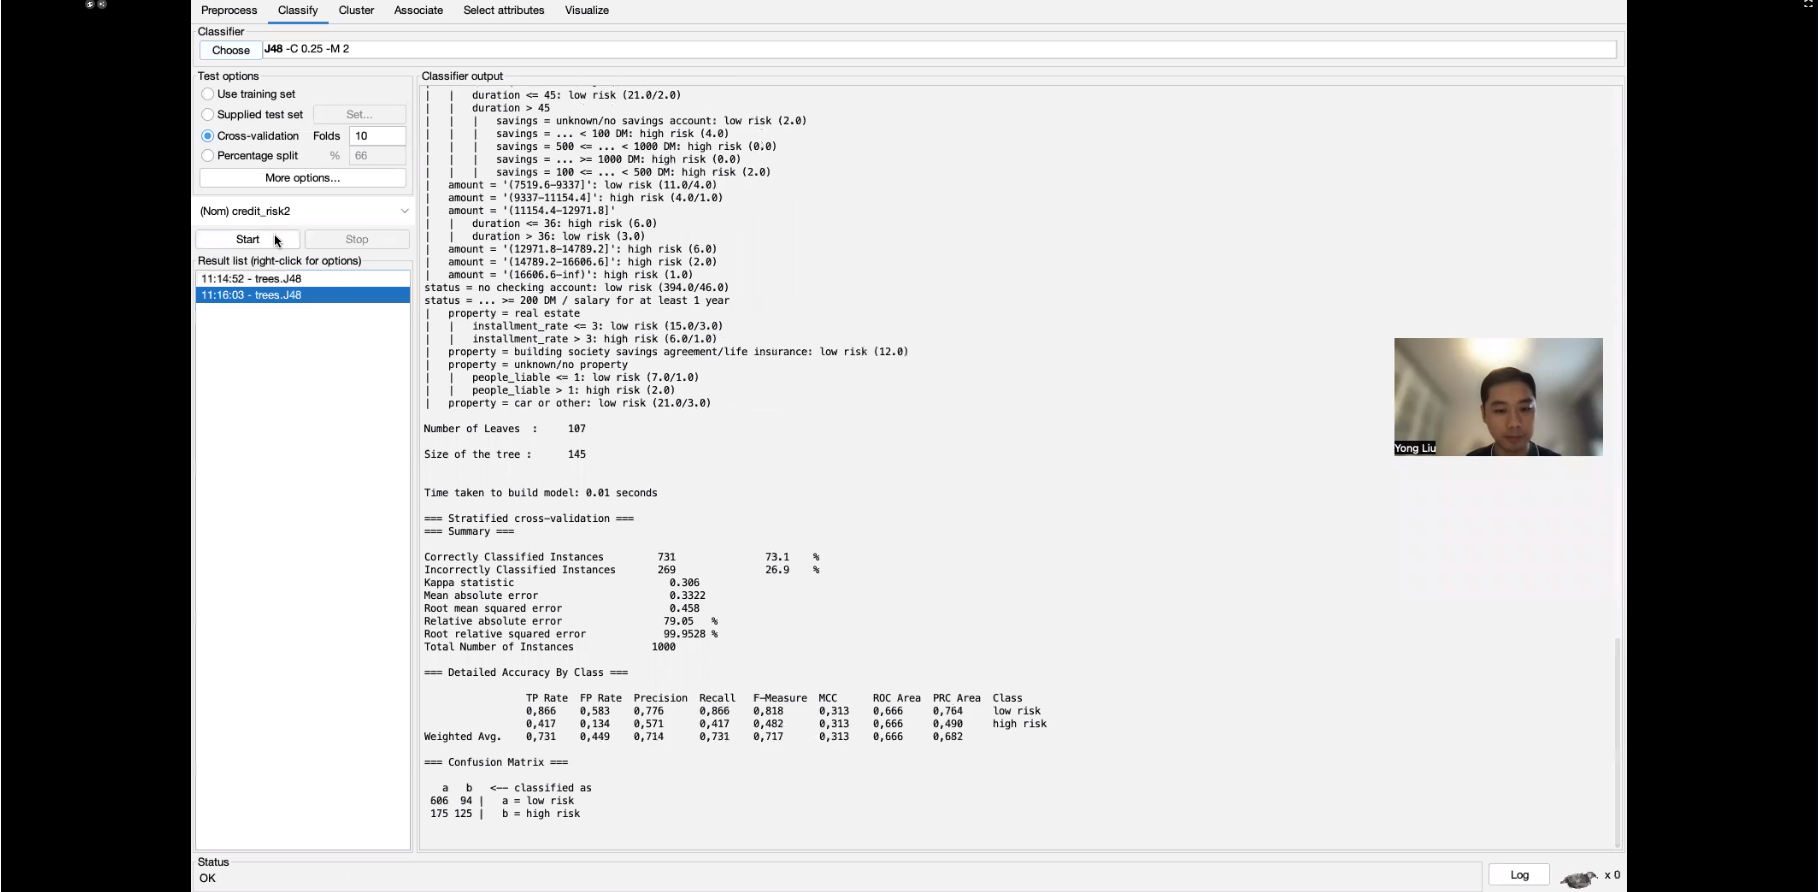 Preprocess Classify Cluster Associate Select attributes Visualize
Classifier
Choose J48 -C 0.25 -M 2
Test options
Use training set
Supplied test set Set...
Cross-validation Folds 10
Percentage split % 66
More options...
(Nom) credit_risk2
Start Stop
Result list (right-click for options)
11:14:52 - trees.J48
11:16:03 - trees.J48
Classifier output
| | duration <= 45: low risk (21.0/2.0)
| | duration > 45
| | | savings = unknown/no savings account: low risk (2.0)
| | | savings = ... < 100 DM: high risk (4.0)
| | | savings = 500 <= ... < 1000 DM: high risk (0.0)
| | | savings = ... >= 1000 DM: high risk (0.0)
| | | savings = 100 <= ... < 500 DM: high risk (2.0)
| amount = '(7519.6-9337]': low risk (11.0/4.0)
| amount = '(9337-11154.4]': high risk (4.0/1.0)
| amount = '(11154.4-12971.8]'
| | duration <= 36: high risk (6.0)
| | duration > 36: low risk (3.0)
| amount = '(12971.8-14789.2]': high risk (6.0)
| amount = '(14789.2-16606.6]': high risk (2.0)
| amount = '(16606.6-inf)': high risk (1.0)
status = no checking account: low risk (394.0/46.0)
status = ... >= 200 DM / salary for at least 1 year
| property = real estate
| | installment_rate <= 3: low risk (15.0/3.0)
| | installment_rate > 3: high risk (6.0/1.0)
| property = building society savings agreement/life insurance: low risk (12.0)
| property = unknown/no property
| | people_liable <= 1: low risk (7.0/1.0)
| | people_liable > 1: high risk (2.0)
| property = car or other: low risk (21.0/3.0)
Number of Leaves : 107
Size of the tree : 145
Time taken to build model: 0.01 seconds
=== Stratified cross-validation ===
=== Summary ===
Correctly Classified Instances 731 73.1 %
Incorrectly Classified Instances 269 26.9 %
Kappa statistic 0.306
Mean absolute error 0.3322
Root mean squared error 0.458
Relative absolute error 79.05 %
Root relative squared error 99.9528 %
Total Number of Instances 1000
=== Detailed Accuracy By Class ===
TP Rate FP Rate Precision Recall F-Measure MCC ROC Area PRC Area Class
0,866 0,583 0,776 0,866 0,818 0,313 0,666 0,764 low risk
0,417 0,134 0,571 0,417 0,482 0,313 0,666 0,490 high risk
Weighted Avg. 0,731 0,449 0,714 0,731 0,717 0,313 0,666 0,682
=== Confusion Matrix ===
a b <-- classified as
606 94 | a = low risk
175 125 | b = high risk
Yong Liu
Status
OK
Log x 0